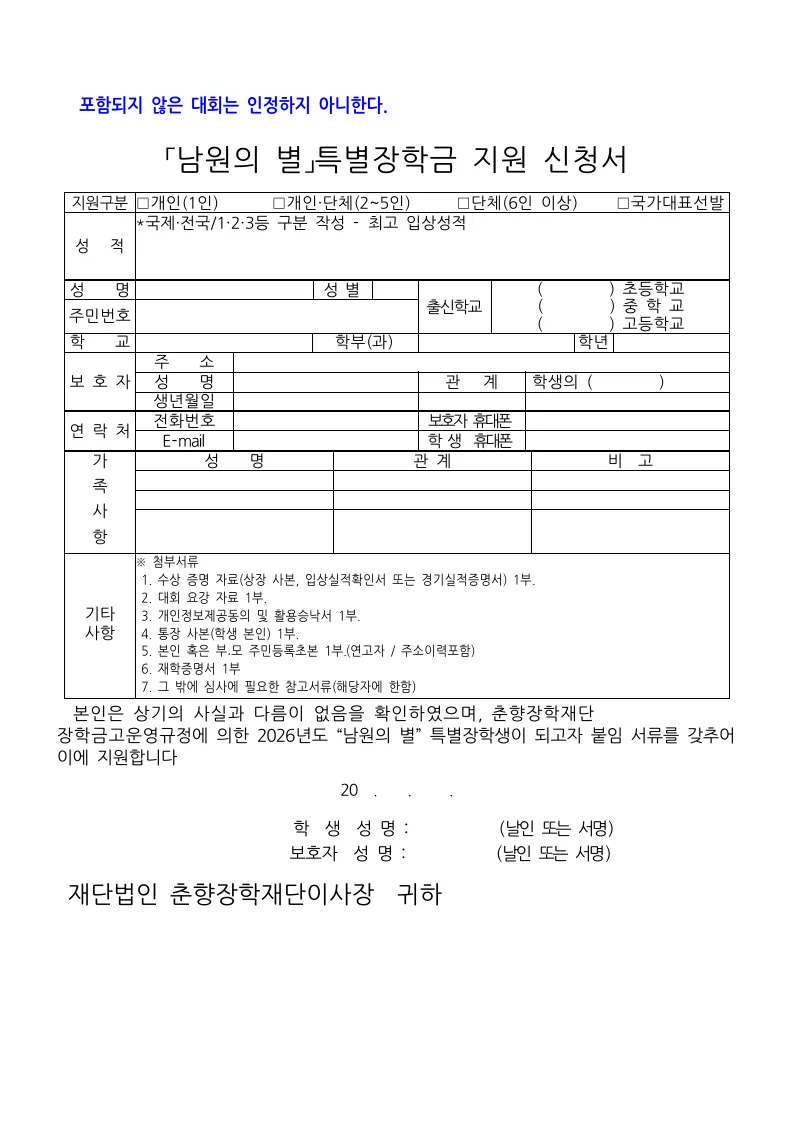 포함되지 않은 대회는 인정하지 아니한다.
「남원의 별」특별장학금 지원 신청서
지원구분 □개인(1인) □개인·단체(2~5인) □단체(6인 이상) □국가대표선발
성 적 *국제·전국/1·2·3등 구분 작성 - 최고 입상성적
성 명 성 별 출신학교 ( ) 초등학교
주민번호 ( ) 중 학 교
( ) 고등학교
학 교 학부(과) 학년
보 호 자 주 소
성 명 관 계 학생의 ( )
생년월일
연 락 처 전화번호 보호자 휴대폰
E-mail 학 생 휴대폰
가 족 사 항 성 명 관 계 비 고
기타 사항 ※ 첨부서류
1. 수상 증명 자료(상장 사본, 입상실적확인서 또는 경기실적증명서) 1부.
2. 대회 요강 자료 1부.
3. 개인정보제공동의 및 활용승낙서 1부.
4. 통장 사본(학생 본인) 1부.
5. 본인 혹은 부·모 주민등록초본 1부.(연고자 / 주소이력포함)
6. 재학증명서 1부
7. 그 밖에 심사에 필요한 참고서류(해당자에 한함)
본인은 상기의 사실과 다름이 없음을 확인하였으며, 춘향장학재단
장학금고운영규정에 의한 2026년도 “남원의 별” 특별장학생이 되고자 붙임 서류를 갖추어
이에 지원합니다
20 . . .
학 생 성 명 : (날인 또는 서명)
보호자 성 명 : (날인 또는 서명)
재단법인 춘향장학재단이사장 귀하